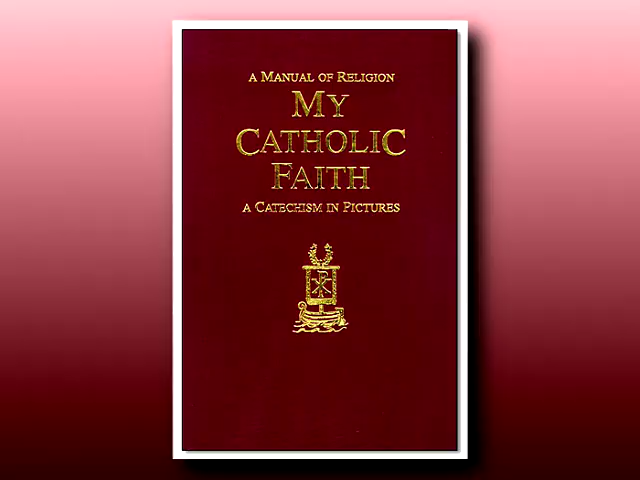 A MANUAL OF RELIGION
MY
CATHOLIC
FAITH
A CATECHISM IN PICTURES